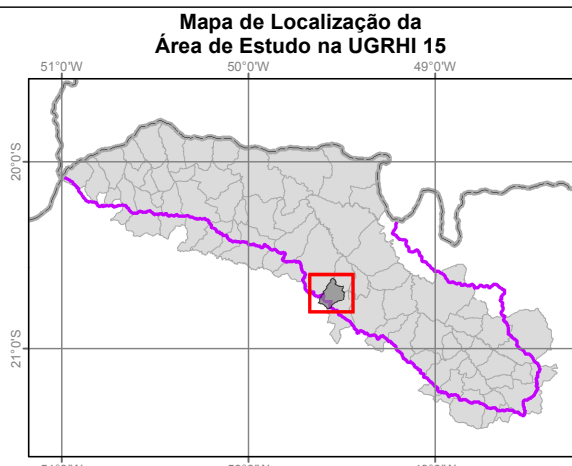 Mapa de Localização da
Área de Estudo na UGRHI 15
51°0'W 50°0'W 49°0'W
20°0'S
21°0'S